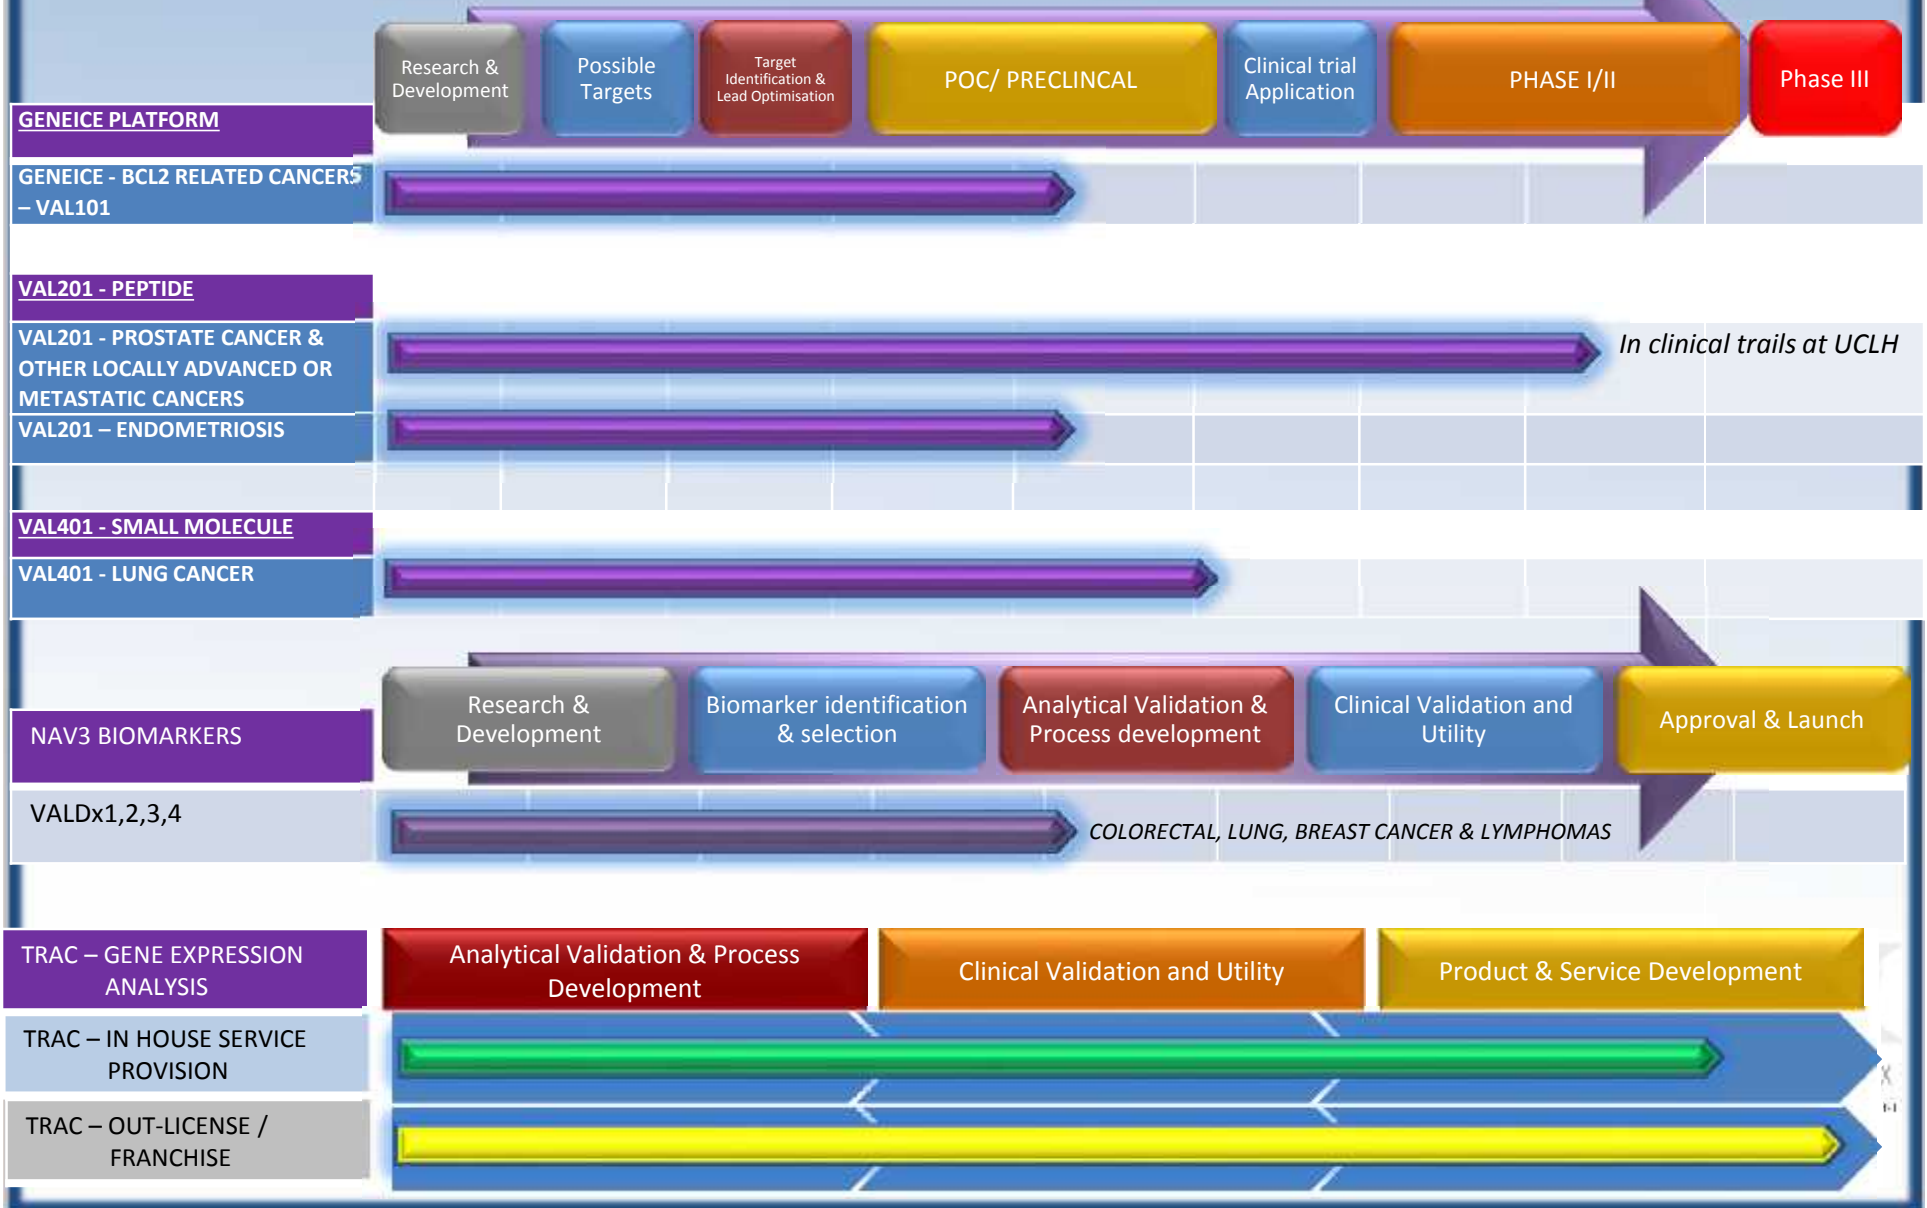 Research &
Development
Possible
Targets
Target
Identification &
Lead Optimisation
POC/ PRECLINCAL
Clinical trial
Application
PHASE I/II
Phase III
GENEICE PLATFORM
GENEICE - BCL2 RELATED CANCERS
– VAL101
VAL201 - PEPTIDE
VAL201 - PROSTATE CANCER &
OTHER LOCALLY ADVANCED OR
METASTATIC CANCERS
In clinical trails at UCLH
VAL201 – ENDOMETRIOSIS
VAL401 - SMALL MOLECULE
VAL401 - LUNG CANCER
NAV3 BIOMARKERS
Research &
Development
Biomarker identification
& selection
Analytical Validation &
Process development
Clinical Validation and
Utility
Approval & Launch
VALDx1,2,3,4
COLORECTAL, LUNG, BREAST CANCER & LYMPHOMAS
TRAC – GENE EXPRESSION
ANALYSIS
Analytical Validation & Process
Development
Clinical Validation and Utility
Product & Service Development
TRAC – IN HOUSE SERVICE
PROVISION
TRAC – OUT-LICENSE /
FRANCHISE